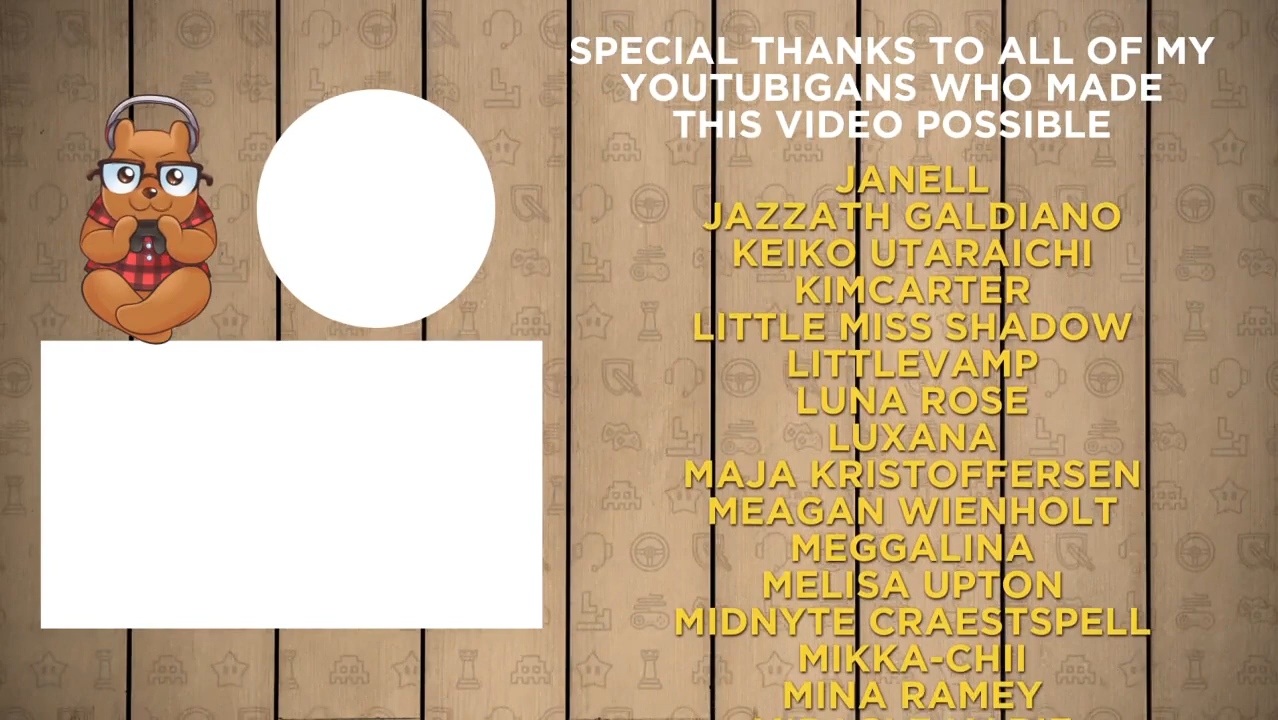 SPECIAL THANKS TO ALL OF MY
YOUTUBIGANS WHO MADE
THIS VIDEO POSSIBLE
JANELL
JAZZATH GALDIANO
KEIKO UTARAICHI
KIMCARTER
LITTLE MISS SHADOW
LITTLEVAMP
LUNA ROSE
LUXANA
MAJA KRISTOFFERSEN
MEAGAN WIENHOLT
MEGGALINA
MELISA UPTON
MIDNYTE CRAESTSPELL
MIKKA-CHII
MINA RAMEY